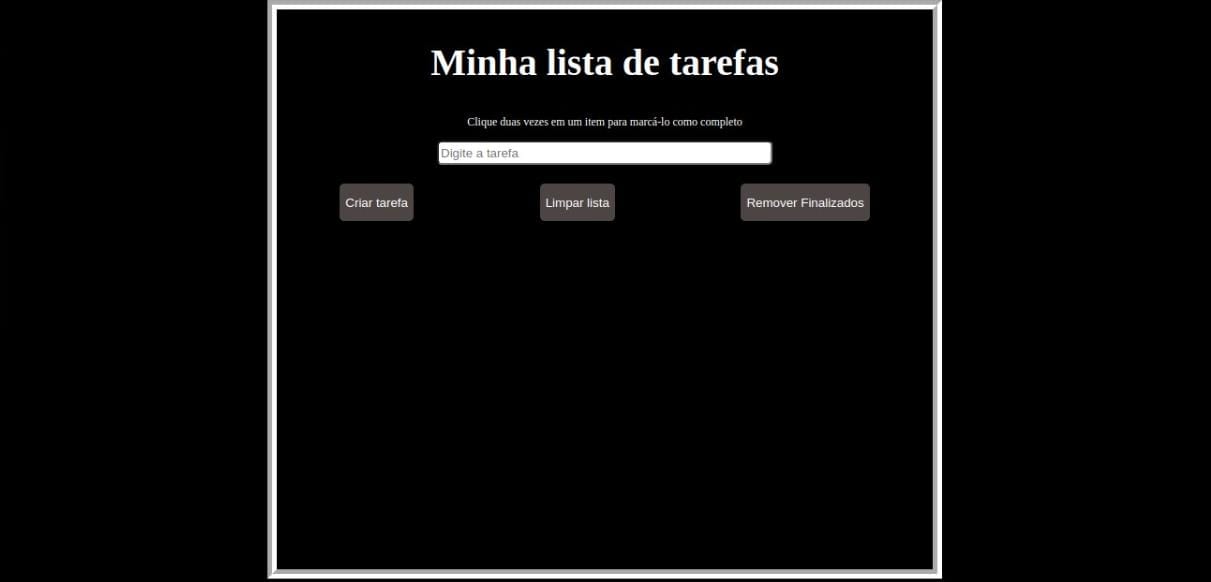 Minha lista de tarefas
Clique duas vezes em um item para marcá-lo como completo
Digite a tarefa
Criar tarefa Limpar lista Remover Finalizados